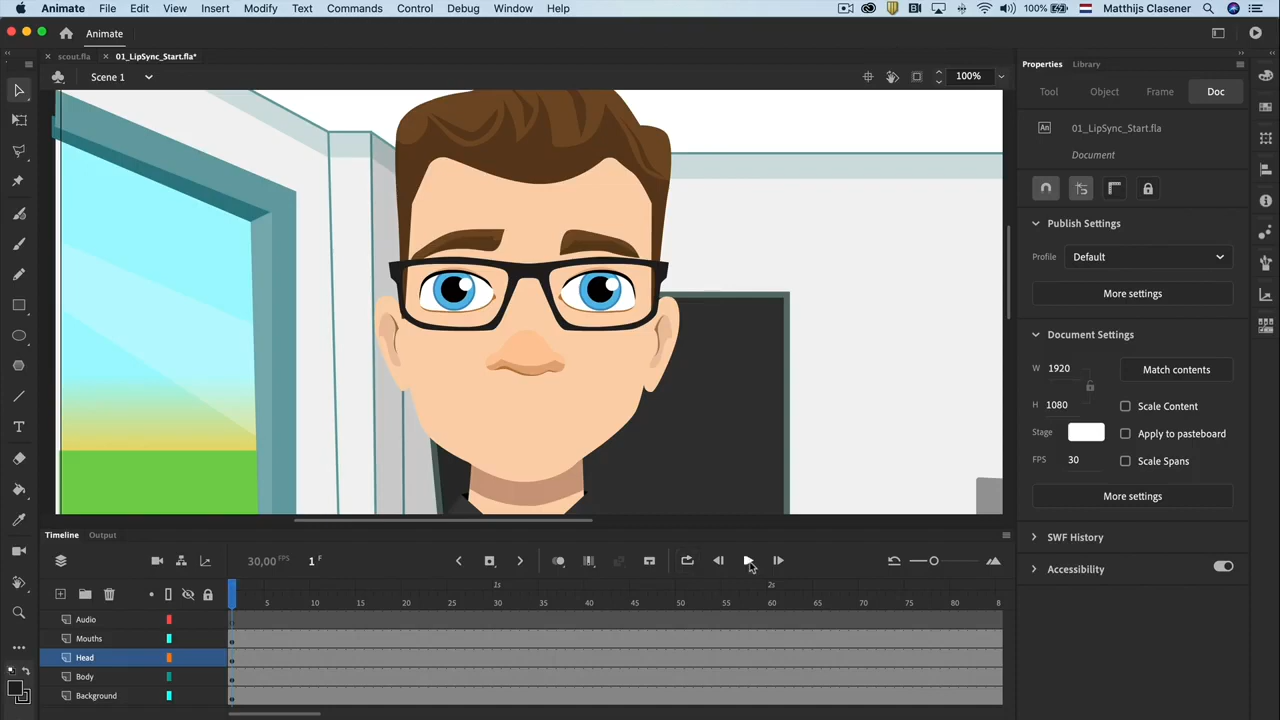 Animate File Edit View Insert Modify Text Commands Control Debug Window Help 100% Matthijs Clasener
Animate
scout.fla 01_LipSync_Start.fla*
Scene 1 100%
Properties Library
Tool Object Frame Doc
An 01_LipSync_Start.fla
Document
Publish Settings
Profile Default
More settings
Document Settings
W 1920 Match contents
H 1080 Scale Content
Stage Apply to pasteboard
FPS 30 Scale Spans
More settings
SWF History
Accessibility
Timeline Output
30,00 FPS 1 F
1s 2s
5 10 15 20 25 30 35 40 45 50 55 60 65 70 75 80 8
Audio
Mouths
Head
Body
Background